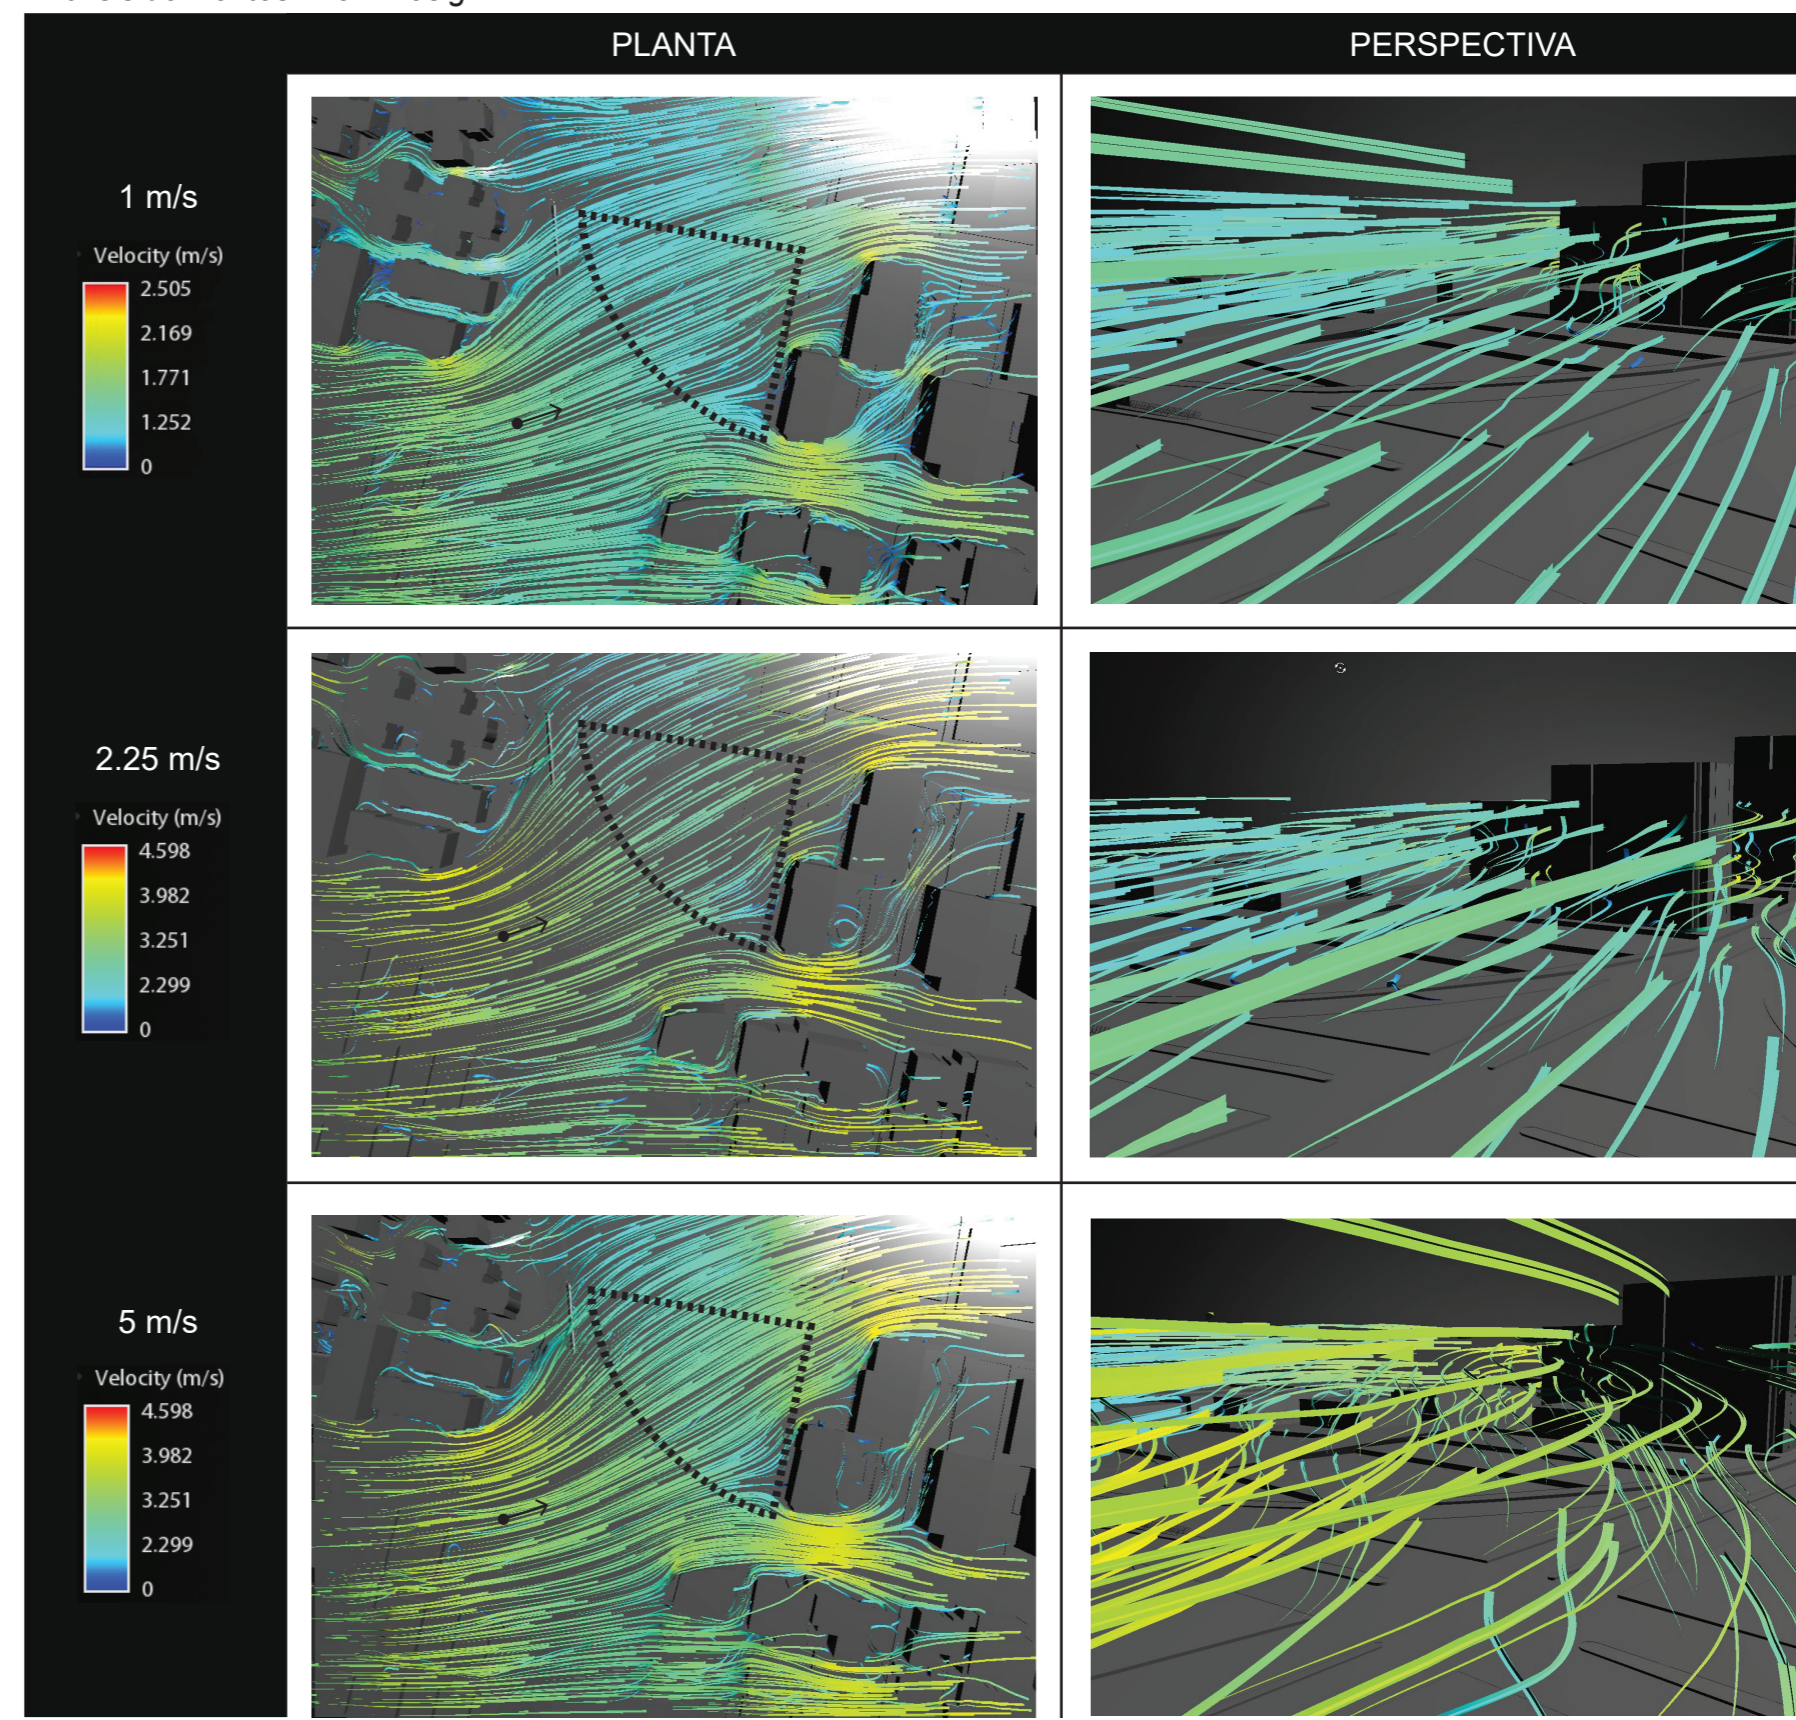 PLANTA
PERSPECTIVA
1 m/s
Velocity (m/s)
2.505
2.169
1.771
1.252
0
2.25 m/s
Velocity (m/s)
4.598
3.982
3.251
2.299
0
5 m/s
Velocity (m/s)
4.598
3.982
3.251
2.299
0